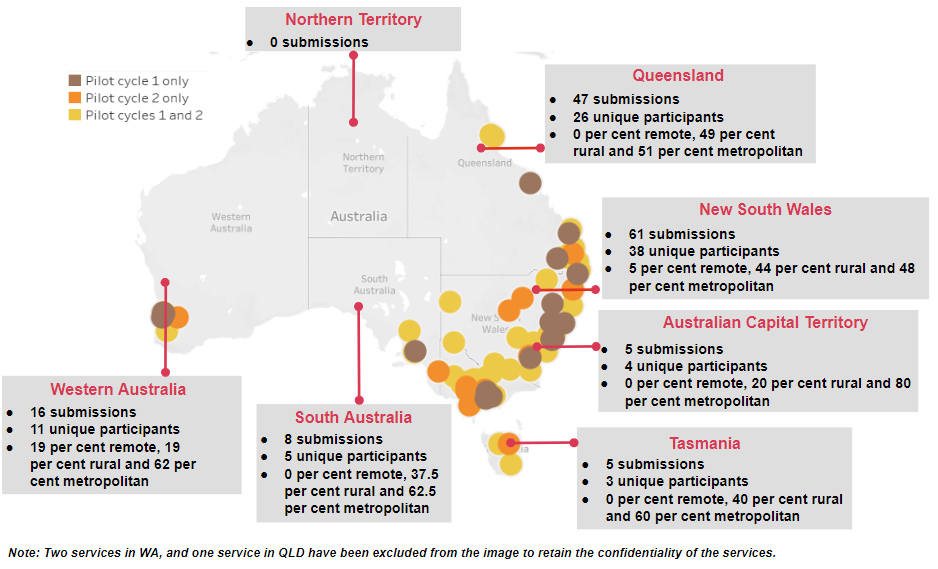 Northern Territory
● 0 submissions
Pilot cycle 1 only
Pilot cycle 2 only
Pilot cycles 1 and 2
Queensland
● 47 submissions
● 26 unique participants
● 0 per cent remote, 49 per cent
rural and 51 per cent metropolitan
Northern
Territory
Queensland
Western
Australia
Australia
South
Australia
New South Wales
● 61 submissions
● 38 unique participants
● 5 per cent remote, 44 per cent rural and 48
per cent metropolitan
New S
Wales
Australian Capital Territory
● 5 submissions
● 4 unique participants
● 0 per cent remote, 20 per cent rural and 80
per cent metropolitan
Western Australia
● 16 submissions
● 11 unique participants
● 19 per cent remote, 19
per cent rural and 62 per
cent metropolitan
South Australia
● 8 submissions
● 5 unique participants
● 0 per cent remote, 37.5
per cent rural and 62.5
per cent metropolitan
Tasmania
● 5 submissions
● 3 unique participants
● 0 per cent remote, 40 per cent rural
and 60 per cent metropolitan
Note: Two services in WA, and one service in QLD have been excluded from the image to retain the confidentiality of the services.